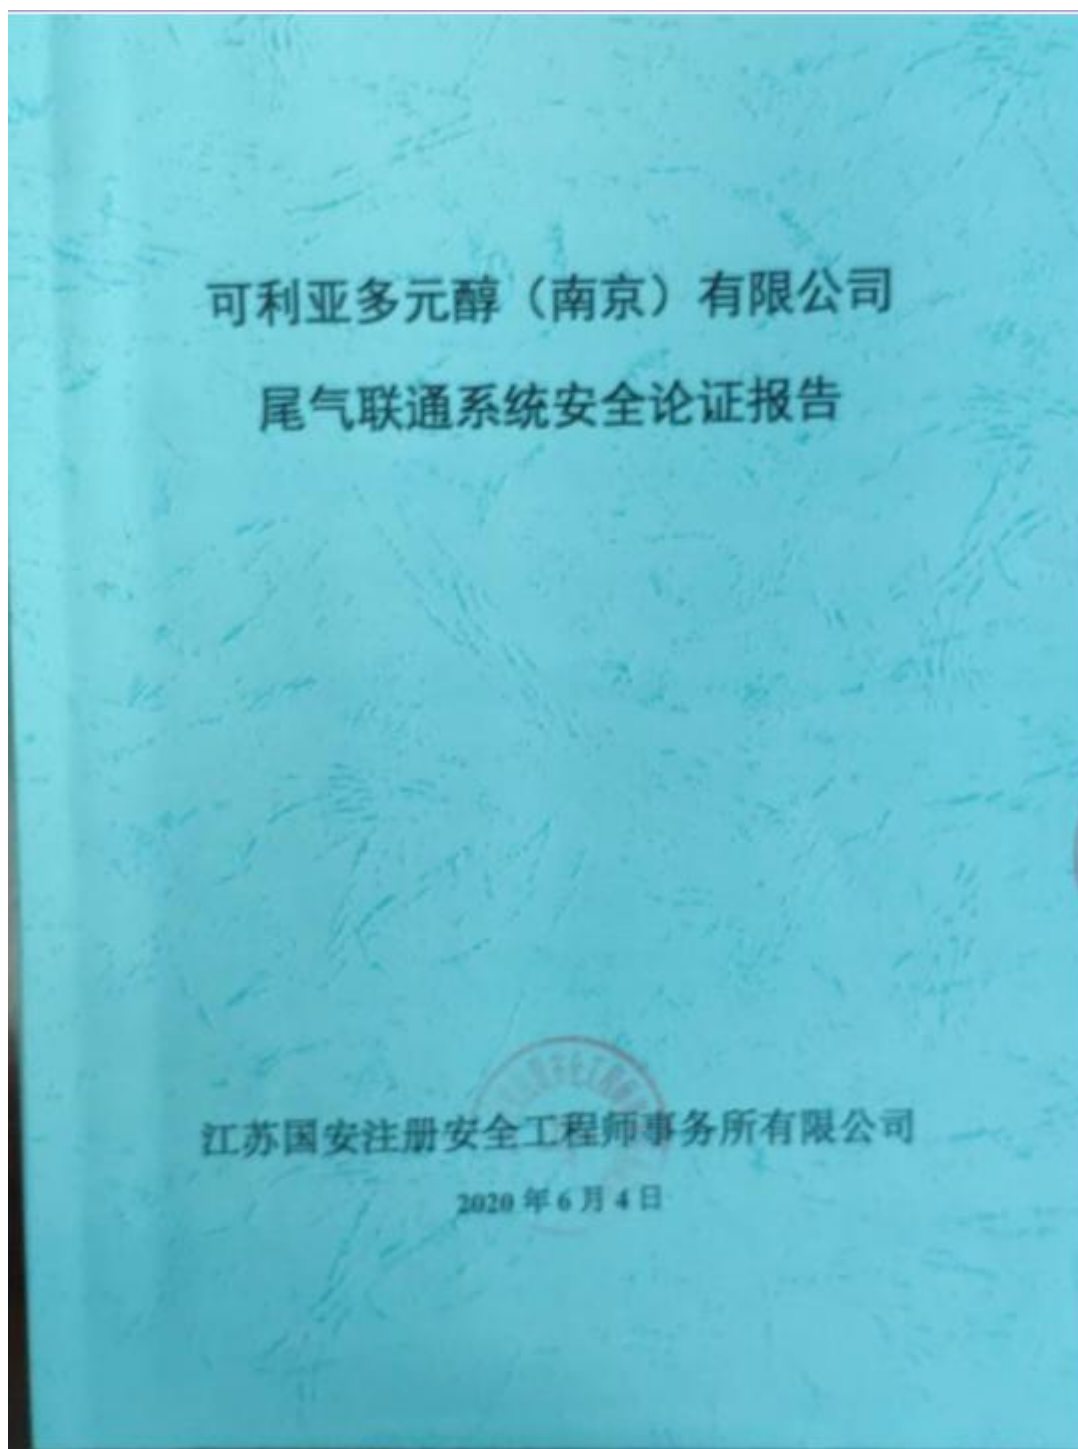 可利亚多元醇（南京）有限公司
尾气联通系统安全论证报告
江苏国安注册安全工程师事务所有限公司
2020年6月4日